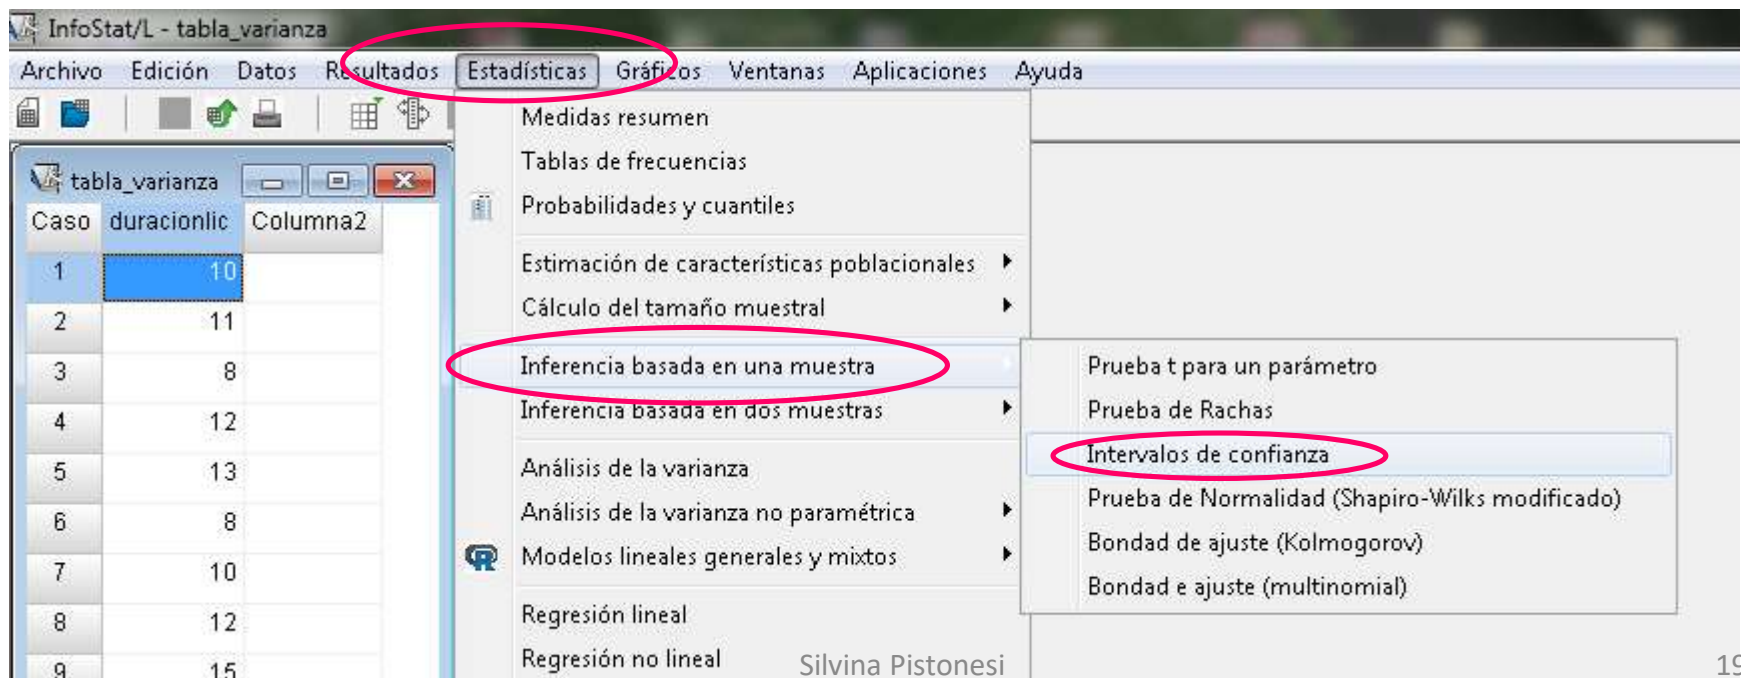 InfoStat/L - tabla_varianza
Archivo Edición Datos Resultados Estadísticas Gráficos Ventanas Aplicaciones Ayuda
tabla_varianza
Caso duracionlic Columna2
1 10
2 11
3 8
4 12
5 13
6 8
7 10
8 12
9 15
Medidas resumen
Tablas de frecuencias
Probabilidades y cuantiles
Estimación de características poblacionales
Cálculo del tamaño muestral
Inferencia basada en una muestra
Inferencia basada en dos muestras
Análisis de la varianza
Análisis de la varianza no paramétrica
Modelos lineales generales y mixtos
Regresión lineal
Regresión no lineal
Prueba t para un parámetro
Prueba de Rachas
Intervalos de confianza
Prueba de Normalidad (Shapiro-Wilks modificado)
Bondad de ajuste (Kolmogorov)
Bondad e ajuste (multinomial)
Silvina Pistonesi
19